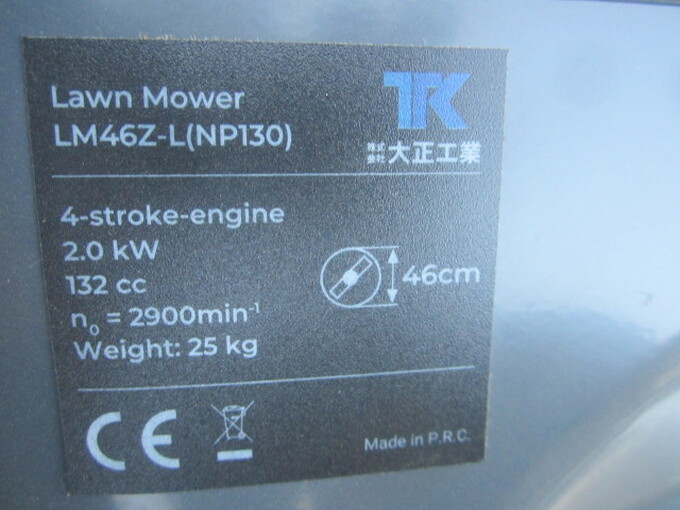 Lawn Mower
LM46Z-L(NP130)
TK
株式会社 大正工業
4-stroke-engine
2.0 kW
132 cc
n₀ = 2900min⁻¹
Weight: 25 kg
46cm
CE
Made in P.R.C.